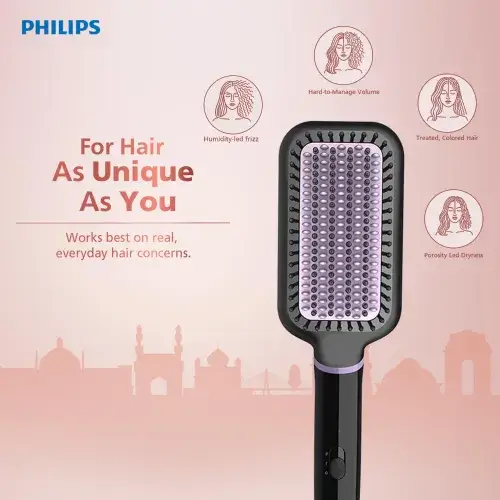 PHILIPS
Hard-to-Manage Volume
Humidity-led frizz
Treated, Colored Hair
For Hair
As Unique
As You
Works best on real,
everyday hair concerns.
Porosity Led-Dryness